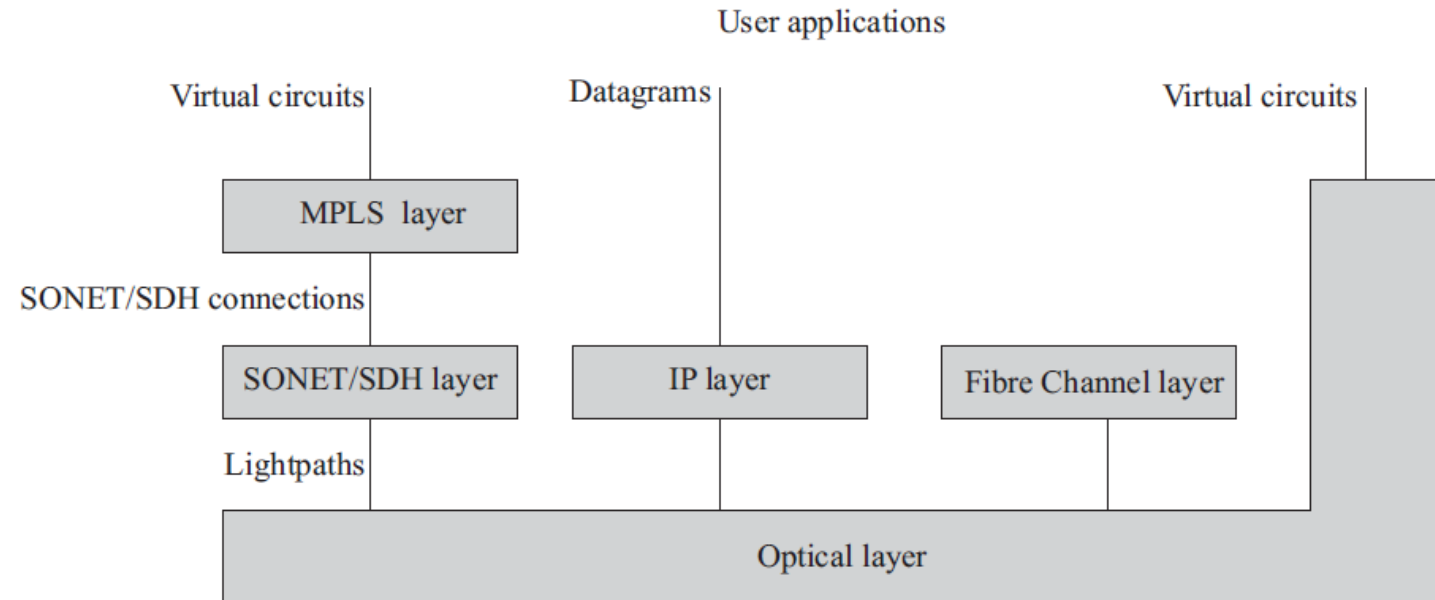 User applications
Virtual circuits
Datagrams
Virtual circuits
MPLS layer
SONET/SDH connections
SONET/SDH layer
IP layer
Fibre Channel layer
Lightpaths
Optical layer